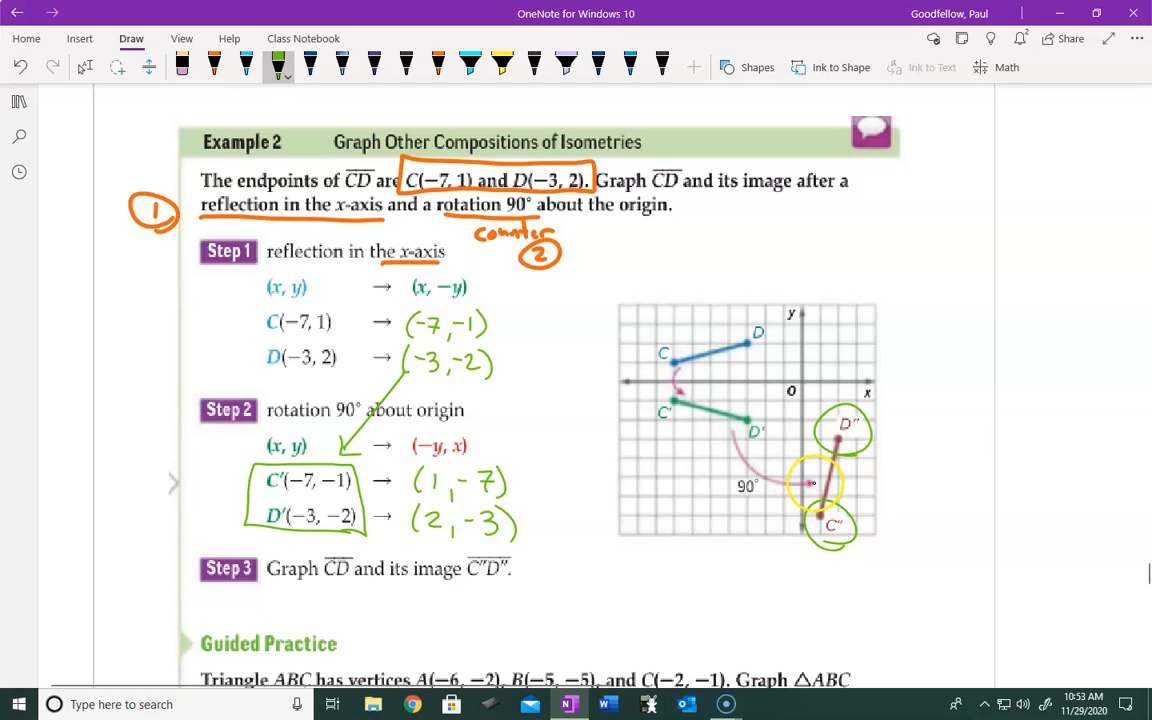 OneNote for Windows 10
Goodfellow, Paul
Home
Insert
Draw
View
Help
Class Notebook
Share
Shapes
Ink to Shape
Ink to Text
Math
Example 2 Graph Other Compositions of Isometries
The endpoints of CD are C(−7, 1) and D(−3, 2). Graph CD and its image after a
reflection in the x-axis and a rotation 90° about the origin.
1
counter
2
Step 1 reflection in the x-axis
(x, y) → (x, −y)
C(−7, 1) → (-7, -1)
D(−3, 2) → (-3, -2)
Step 2 rotation 90° about origin
(x, y) → (−y, x)
C′(−7, −1) → (1, -7)
D′(−3, −2) → (2, -3)
Step 3 Graph CD and its image C″D″.
y
D
C
O
x
C′
D′
D″
90°
C″
Guided Practice
Triangle ABC has vertices A(−6, −2), B(−5, −5), and C(−2, −1). Graph △ABC
Type here to search
10:53 AM
11/29/2020